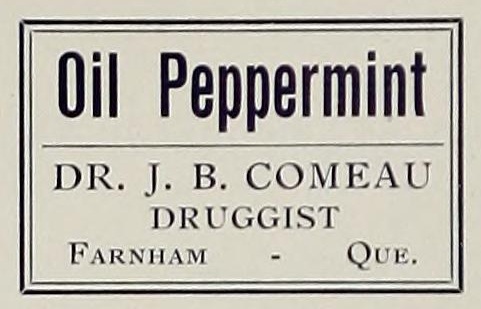 Oil Peppermint
DR. J. B. COMEAU
DRUGGIST
FARNHAM - QUE.